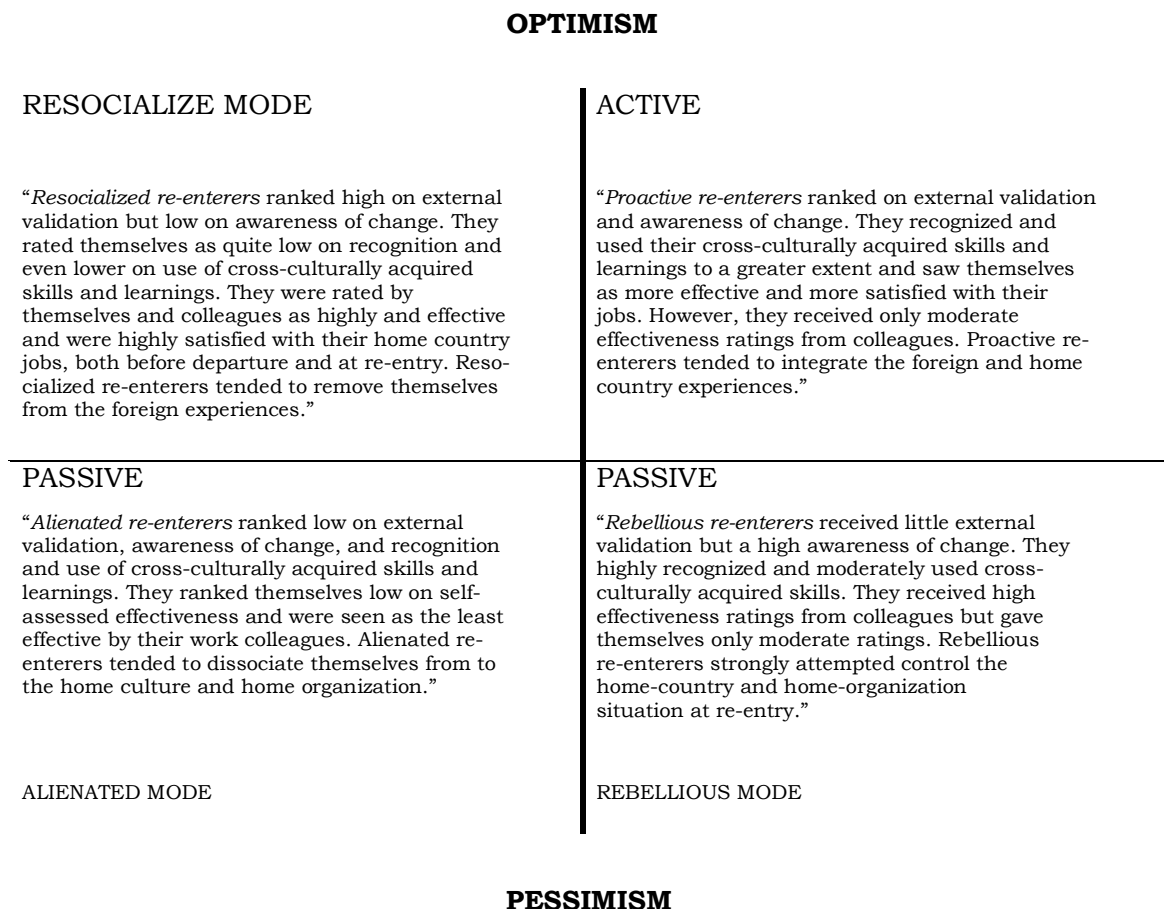 OPTIMISM
RESOCIALIZE MODE
“Resocialized re-enterers ranked high on external
validation but low on awareness of change. They
rated themselves as quite low on recognition and
even lower on use of cross-culturally acquired
skills and learnings. They were rated by
themselves and colleagues as highly and effective
and were highly satisfied with their home country
jobs, both before departure and at re-entry. Reso-
cialized re-enterers tended to remove themselves
from the foreign experiences.”
ACTIVE
“Proactive re-enterers ranked on external validation
and awareness of change. They recognized and
used their cross-culturally acquired skills and
learnings to a greater extent and saw themselves
as more effective and more satisfied with their
jobs. However, they received only moderate
effectiveness ratings from colleagues. Proactive re-
enterers tended to integrate the foreign and home
country experiences.”
PASSIVE
“Alienated re-enterers ranked low on external
validation, awareness of change, and recognition
and use of cross-culturally acquired skills and
learnings. They ranked themselves low on self-
assessed effectiveness and were seen as the least
effective by their work colleagues. Alienated re-
enterers tended to dissociate themselves from to
the home culture and home organization.”
ALIENATED MODE
PASSIVE
“Rebellious re-enterers received little external
validation but a high awareness of change. They
highly recognized and moderately used cross-
culturally acquired skills. They received high
effectiveness ratings from colleagues but gave
themselves only moderate ratings. Rebellious
re-enterers strongly attempted control the
home-country and home-organization
situation at re-entry.”
REBELLIOUS MODE
PESSIMISM